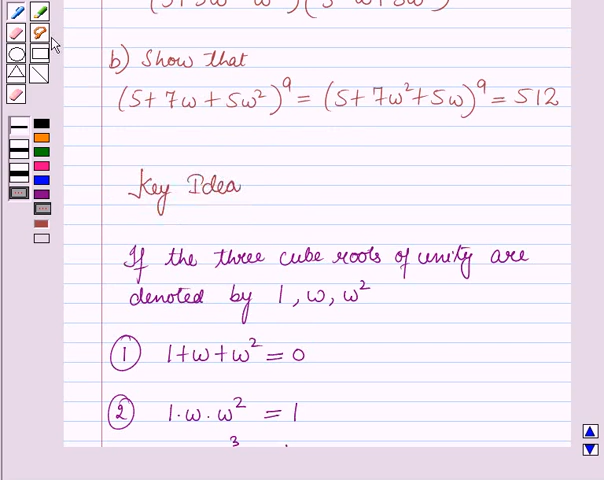 b) Show that
(5+7ω+5ω²)⁹ = (5+7ω²+5ω)⁹ = 512
Key Idea
If the three cube roots of unity are
denoted by 1, ω, ω²
① 1+ω+ω² = 0
② 1·ω·ω² = 1